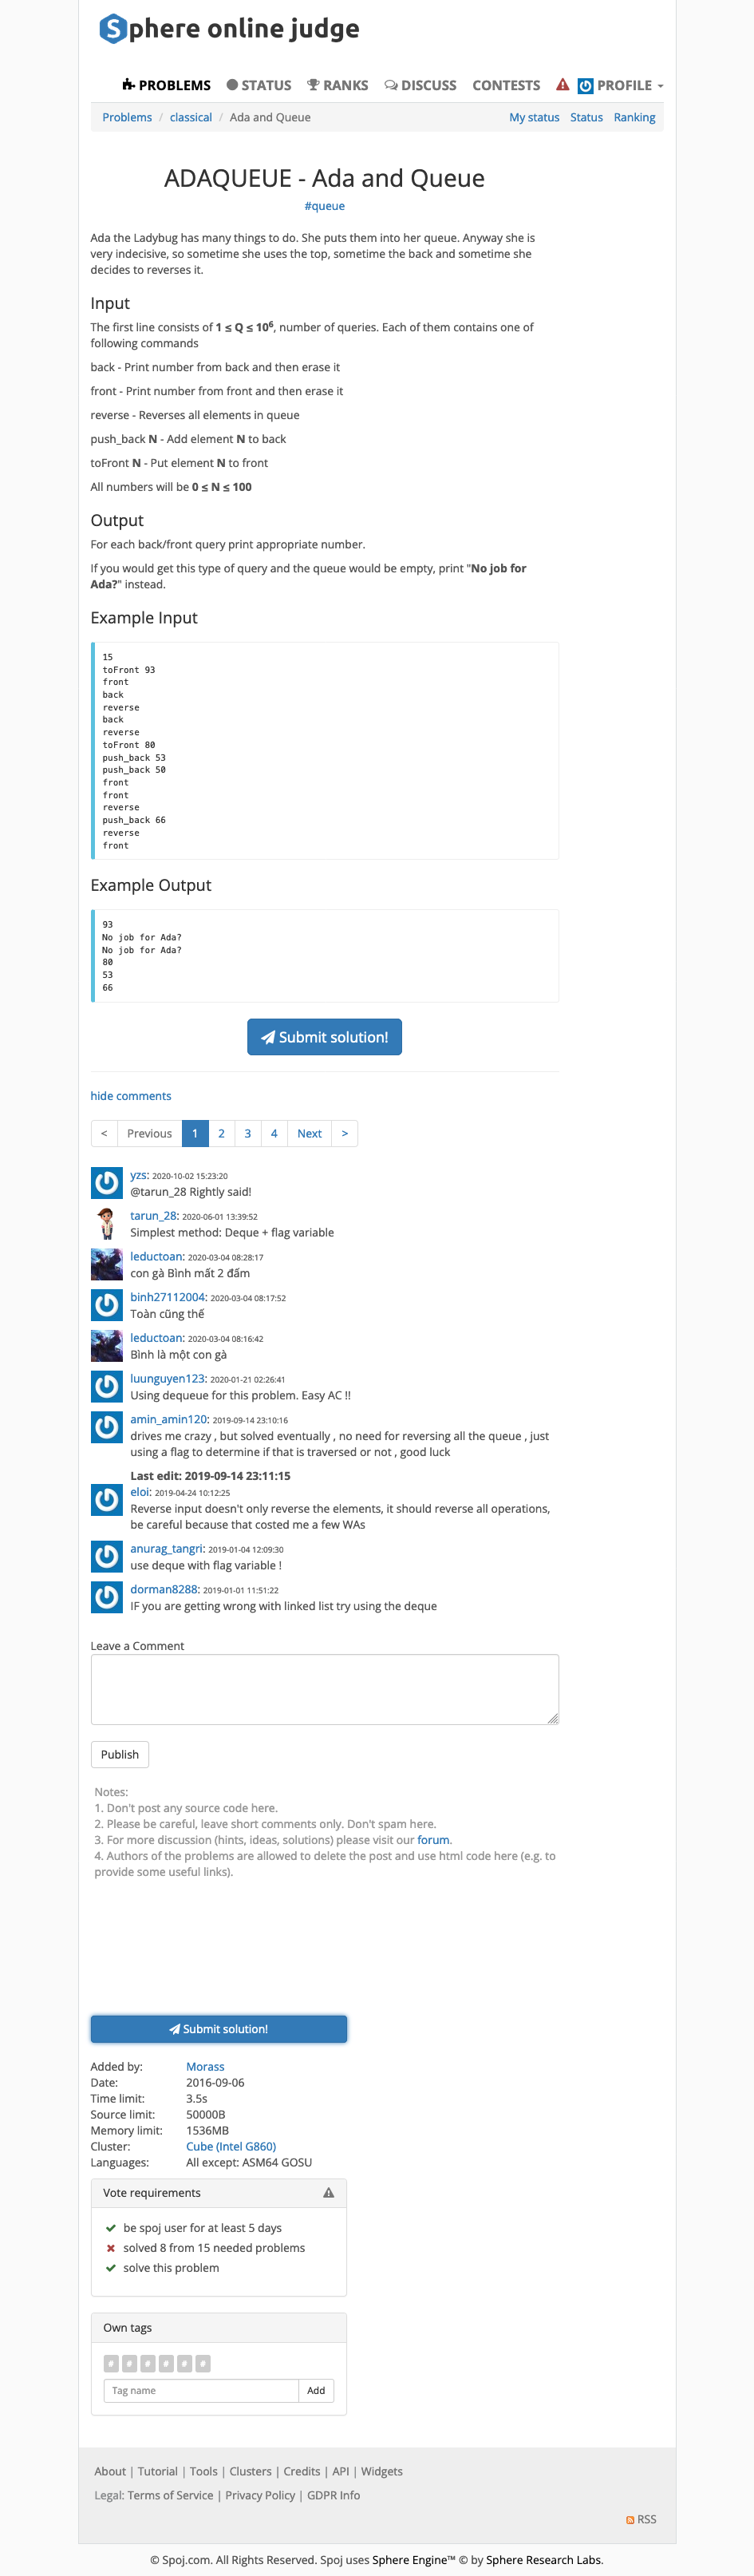 Sphere online judge
PROBLEMS STATUS RANKS DISCUSS CONTESTS PROFILE
Problems / classical / Ada and Queue My status Status Ranking
ADAQUEUE - Ada and Queue
#queue
Ada the Ladybug has many things to do. She puts them into her queue. Anyway she is
very indecisive, so sometime she uses the top, sometime the back and sometime she
decides to reverses it.
Input
The first line consists of 1 ≤ Q ≤ 10⁶, number of queries. Each of them contains one of
following commands
back - Print number from back and then erase it
front - Print number from front and then erase it
reverse - Reverses all elements in queue
push_back N - Add element N to back
toFront N - Put element N to front
All numbers will be 0 ≤ N ≤ 100
Output
For each back/front query print appropriate number.
If you would get this type of query and the queue would be empty, print "No job for
Ada?" instead.
Example Input
15
toFront 93
front
back
reverse
back
reverse
toFront 80
push_back 53
push_back 50
front
front
reverse
push_back 66
reverse
front
Example Output
93
No job for Ada?
No job for Ada?
80
53
66
Submit solution!
hide comments
< Previous 1 2 3 4 Next >
yzs: 2020-10-02 15:23:20
@tarun_28 Rightly said!
tarun_28: 2020-06-01 13:39:52
Simplest method: Deque + flag variable
leductoan: 2020-03-04 08:28:17
con gà Bình mất 2 đấm
binh27112004: 2020-03-04 08:17:52
Toàn cũng thế
leductoan: 2020-03-04 08:16:42
Bình là một con gà
luunguyen123: 2020-01-21 02:26:41
Using dequeue for this problem. Easy AC !!
amin_amin120: 2019-09-14 23:10:16
drives me crazy , but solved eventually , no need for reversing all the queue , just
using a flag to determine if that is traversed or not , good luck
Last edit: 2019-09-14 23:11:15
eloi: 2019-04-24 10:12:25
Reverse input doesn't only reverse the elements, it should reverse all operations,
be careful because that costed me a few WAs
anurag_tangri: 2019-01-04 12:09:30
use deque with flag variable !
dorman8288: 2019-01-01 11:51:22
IF you are getting wrong with linked list try using the deque
Leave a Comment
Publish
Notes:
1. Don't post any source code here.
2. Please be careful, leave short comments only. Don't spam here.
3. For more discussion (hints, ideas, solutions) please visit our forum.
4. Authors of the problems are allowed to delete the post and use html code here (e.g. to
provide some useful links).
Submit solution!
Added by: Morass
Date: 2016-09-06
Time limit: 3.5s
Source limit: 50000B
Memory limit: 1536MB
Cluster: Cube (Intel G860)
Languages: All except: ASM64 GOSU
Vote requirements
be spoj user for at least 5 days
solved 8 from 15 needed problems
solve this problem
Own tags
# # # # # #
Tag name Add
About | Tutorial | Tools | Clusters | Credits | API | Widgets
Legal: Terms of Service | Privacy Policy | GDPR Info
RSS
© Spoj.com. All Rights Reserved. Spoj uses Sphere Engine™ © by Sphere Research Labs.